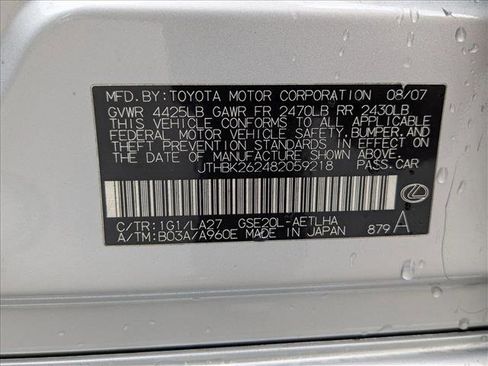 MFD. BY: TOYOTA MOTOR CORPORATION 08/07
GVWR 4425LB GAWR FR 2470LB RR 2430LB
THIS VEHICLE CONFORMS TO ALL APPLICABLE
FEDERAL MOTOR VEHICLE SAFETY, BUMPER, AND
THEFT PREVENTION STANDARDS IN EFFECT ON
THE DATE OF MANUFACTURE SHOWN ABOVE.
JTHBK262482059218 PASS. CAR
C/TR: 1G1/LA27 GSE20L-AETLHA
A/TM: B03A/A960E MADE IN JAPAN 879 A